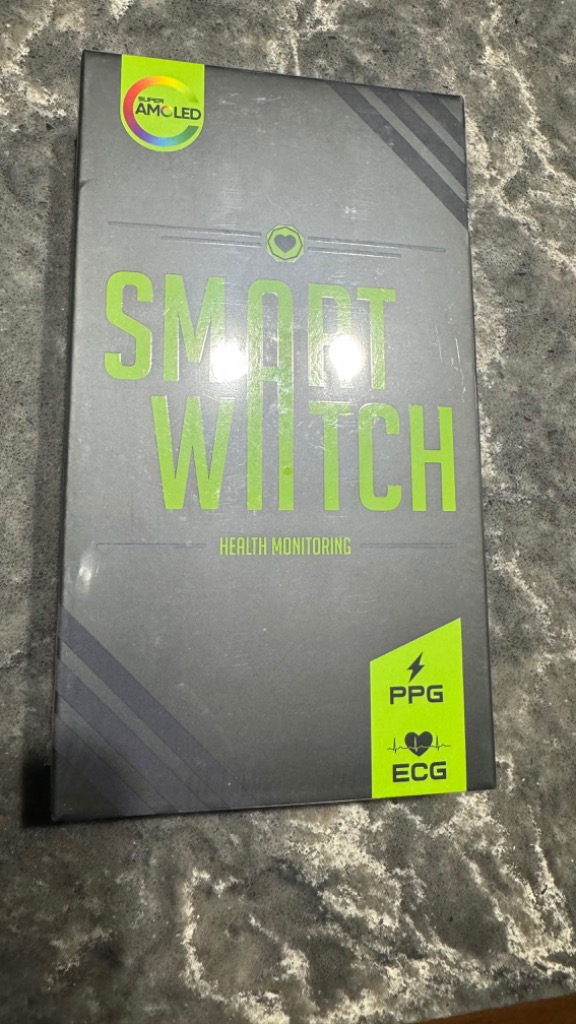 SUPER
AMOLED
SMART
WATCH
HEALTH MONITORING
PPG
ECG